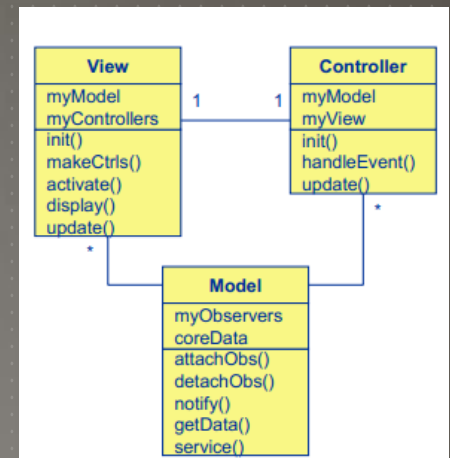 View
myModel
myControllers
init()
makeCtrls()
activate()
display()
update()
1
1
Controller
myModel
myView
init()
handleEvent()
update()
*
*
Model
myObservers
coreData
attachObs()
detachObs()
notify()
getData()
service()